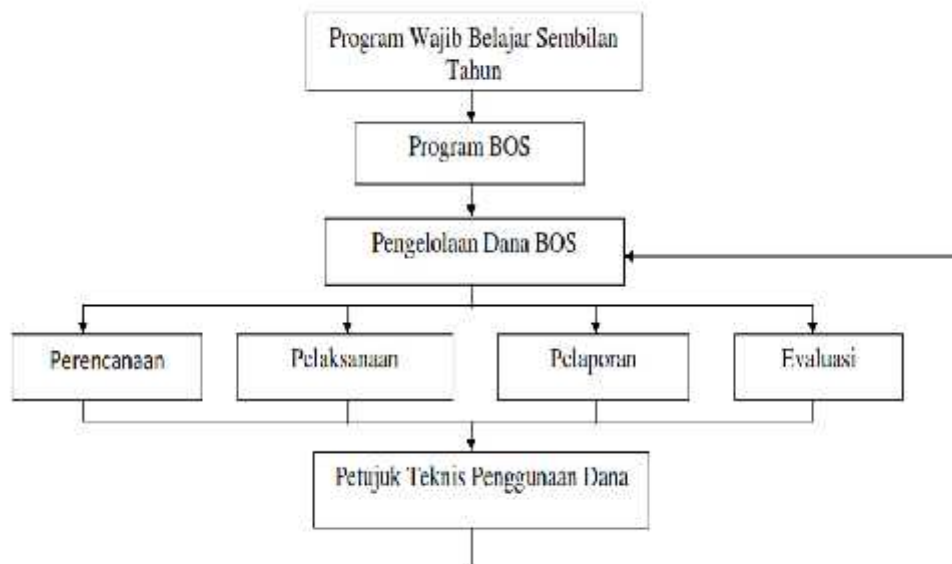 Program Wajib Belajar Sembilan
Tahun
Program BOS
Pengelolaan Dana BOS
Perencanaan
Pelaksanaan
Pelaporan
Evaluasi
Petujuk Teknis Penggunaan Dana